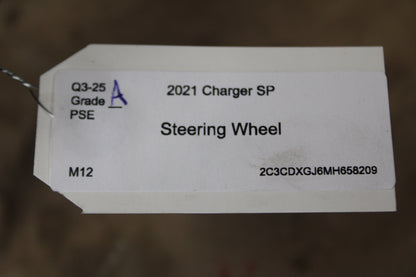 Q3-25
Grade A
PSE
2021 Charger SP
Steering Wheel
M12
2C3CDXGJ6MH658209